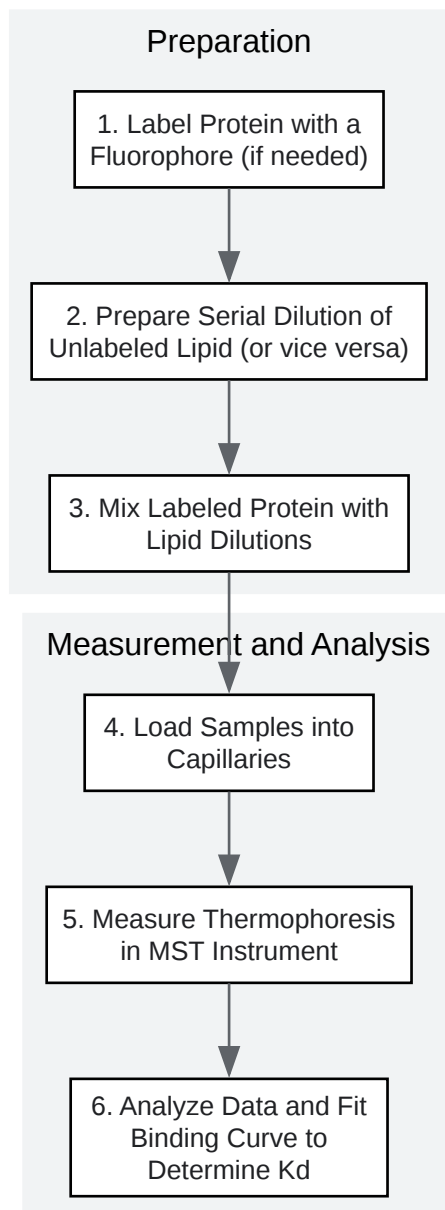 Preparation
1. Label Protein with a
Fluorophore (if needed)
2. Prepare Serial Dilution of
Unlabeled Lipid (or vice versa)
3. Mix Labeled Protein with
Lipid Dilutions
Measurement and Analysis
4. Load Samples into
Capillaries
5. Measure Thermophoresis
in MST Instrument
6. Analyze Data and Fit
Binding Curve to
Determine Kd